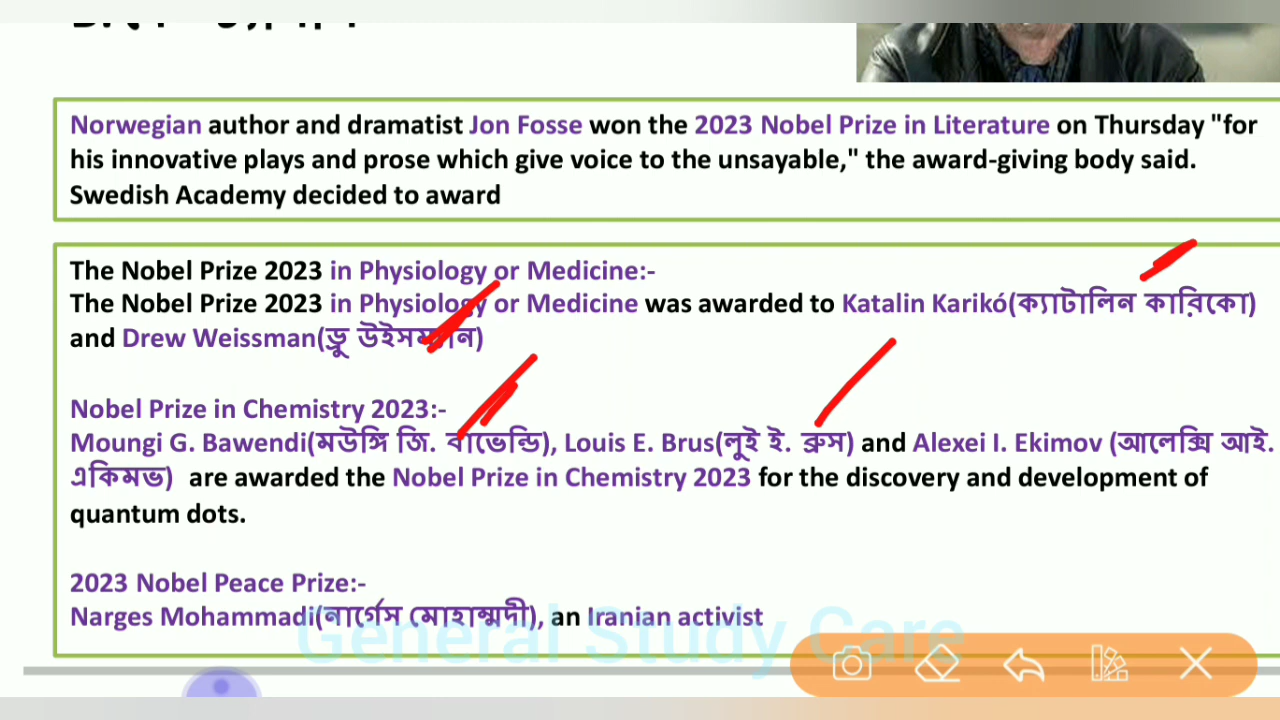 Norwegian author and dramatist Jon Fosse won the 2023 Nobel Prize in Literature on Thursday "for
his innovative plays and prose which give voice to the unsayable," the award-giving body said.
Swedish Academy decided to award
The Nobel Prize 2023 in Physiology or Medicine:-
The Nobel Prize 2023 in Physiology or Medicine was awarded to Katalin Karikó(ক্যাটালিন কারিকো)
and Drew Weissman(ড্রু উইসম্যান)
Nobel Prize in Chemistry 2023:-
Moungi G. Bawendi(মউঙ্গি জি. বাভেন্ডি), Louis E. Brus(লুই ই. ব্রুস) and Alexei I. Ekimov (আলেক্সি আই.
একিমভ) are awarded the Nobel Prize in Chemistry 2023 for the discovery and development of
quantum dots.
2023 Nobel Peace Prize:-
Narges Mohammadi(নার্গেস মোহাম্মদী), an Iranian activist
General Study Care